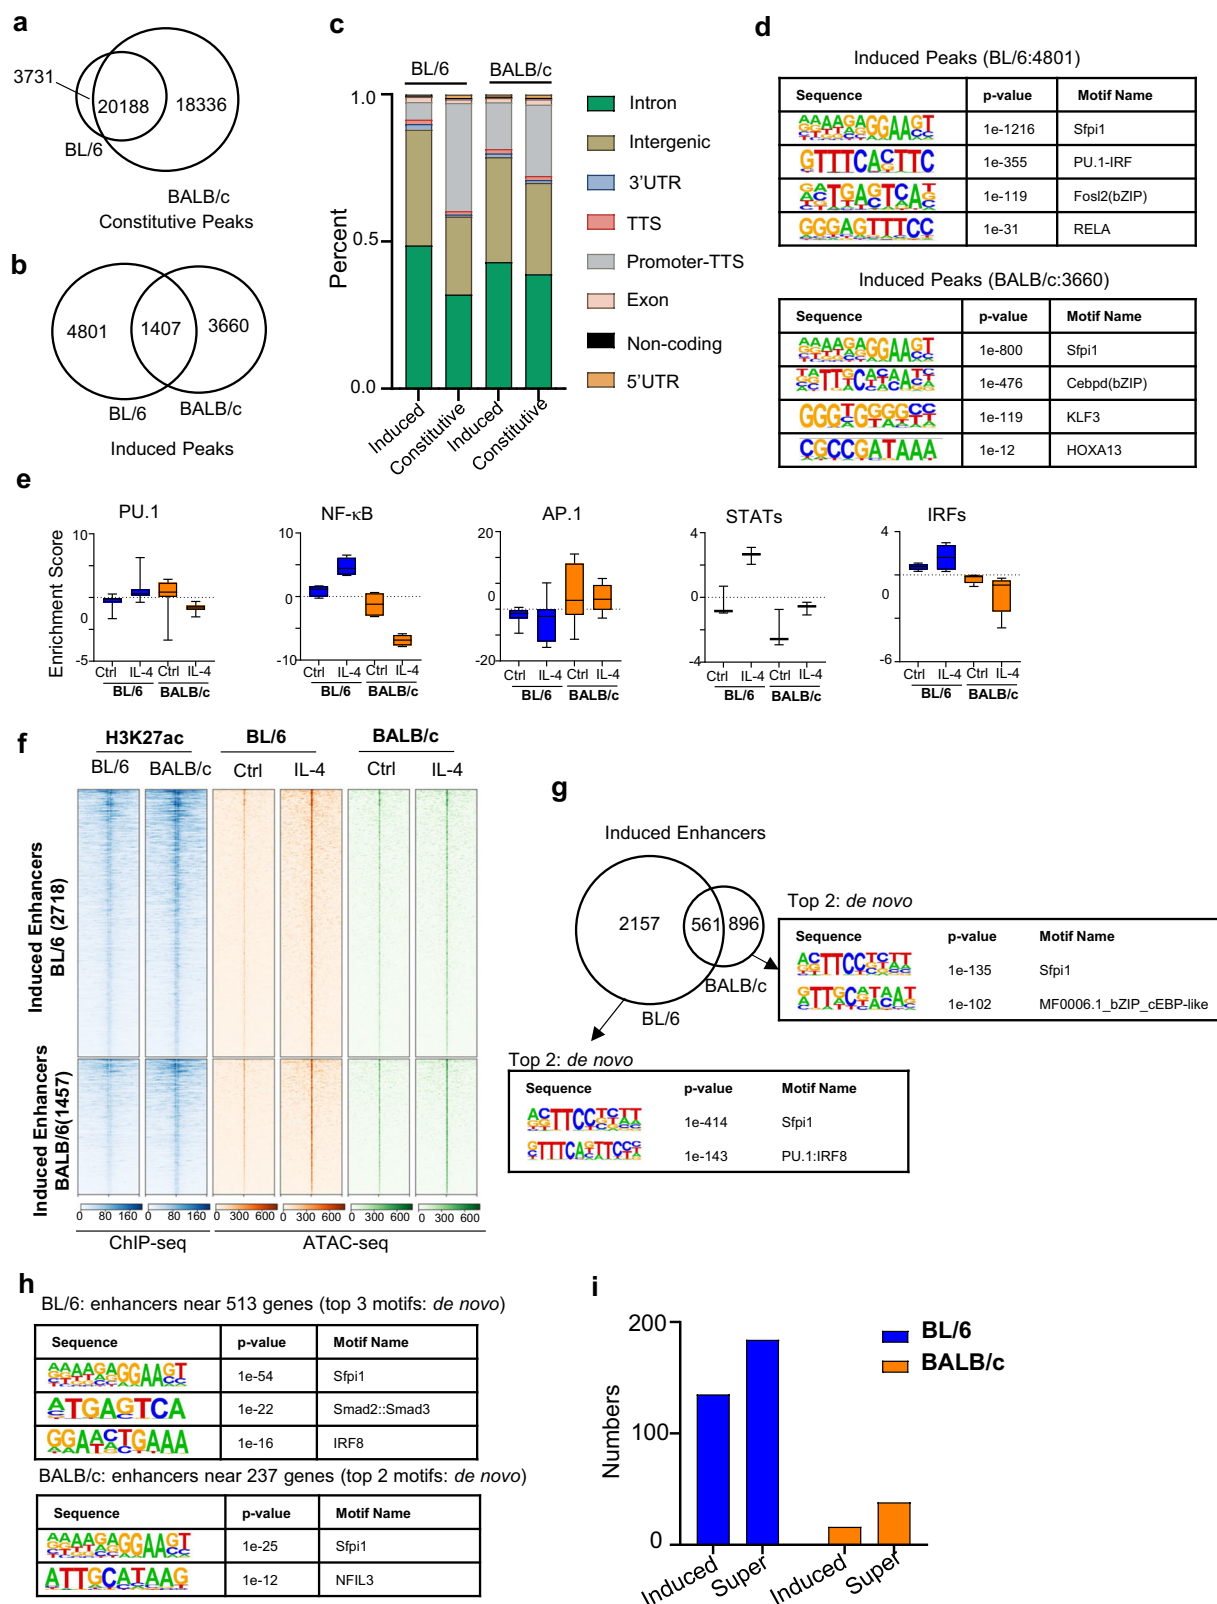 a
3731
20188
18336
BL/6
BALB/c
Constitutive Peaks
b
4801
1407
3660
BL/6
BALB/c
Induced Peaks
c
BL/6
BALB/c
1.0
0.5
0.0
Percent
Induced
Constitutive
Induced
Constitutive
Intron
Intergenic
3'UTR
TTS
Promoter-TTS
Exon
Non-coding
5'UTR
d
Induced Peaks (BL/6:4801)
Sequence p-value Motif Name
1e-1216 Sfpi1
GTTTCACTTC 1e-355 PU.1-IRF
1e-119 Fosl2(bZIP)
GGGAGTTTCC 1e-31 RELA
Induced Peaks (BALB/c:3660)
Sequence p-value Motif Name
1e-800 Sfpi1
1e-476 Cebpd(bZIP)
1e-119 KLF3
CGCCGATAAA 1e-12 HOXA13
e
PU.1
NF-κB
AP.1
STATs
IRFs
Enrichment Score
10
0
-5
Ctrl IL-4 Ctrl IL-4
BL/6 BALB/c
10
0
-10
Ctrl IL-4 Ctrl IL-4
BL/6 BALB/c
20
0
-20
Ctrl IL-4 Ctrl IL-4
BL/6 BALB/c
4
0
-4
Ctrl IL-4 Ctrl IL-4
BL/6 BALB/c
4
0
-6
Ctrl IL-4 Ctrl IL-4
BL/6 BALB/c
f
H3K27ac BL/6 BALB/c
BL/6 BALB/c Ctrl IL-4 Ctrl IL-4
Induced Enhancers
BL/6 (2718)
Induced Enhancers
BALB/6(1457)
0 80 160 0 80 160 0 300 600 0 300 600 0 300 600 0 300 600
ChIP-seq ATAC-seq
g
Induced Enhancers
2157
561
896
BALB/c
BL/6
Top 2: de novo
Sequence p-value Motif Name
1e-135 Sfpi1
1e-102 MF0006.1_bZIP_cEBP-like
Top 2: de novo
Sequence p-value Motif Name
1e-414 Sfpi1
1e-143 PU.1:IRF8
h
BL/6: enhancers near 513 genes (top 3 motifs: de novo)
Sequence p-value Motif Name
1e-54 Sfpi1
ATGAGTCA 1e-22 Smad2::Smad3
GGAACTGAAA 1e-16 IRF8
BALB/c: enhancers near 237 genes (top 2 motifs: de novo)
Sequence p-value Motif Name
1e-25 Sfpi1
ATTGCATAAG 1e-12 NFIL3
i
200
100
0
Numbers
BL/6
BALB/c
Induced
Super
Induced
Super